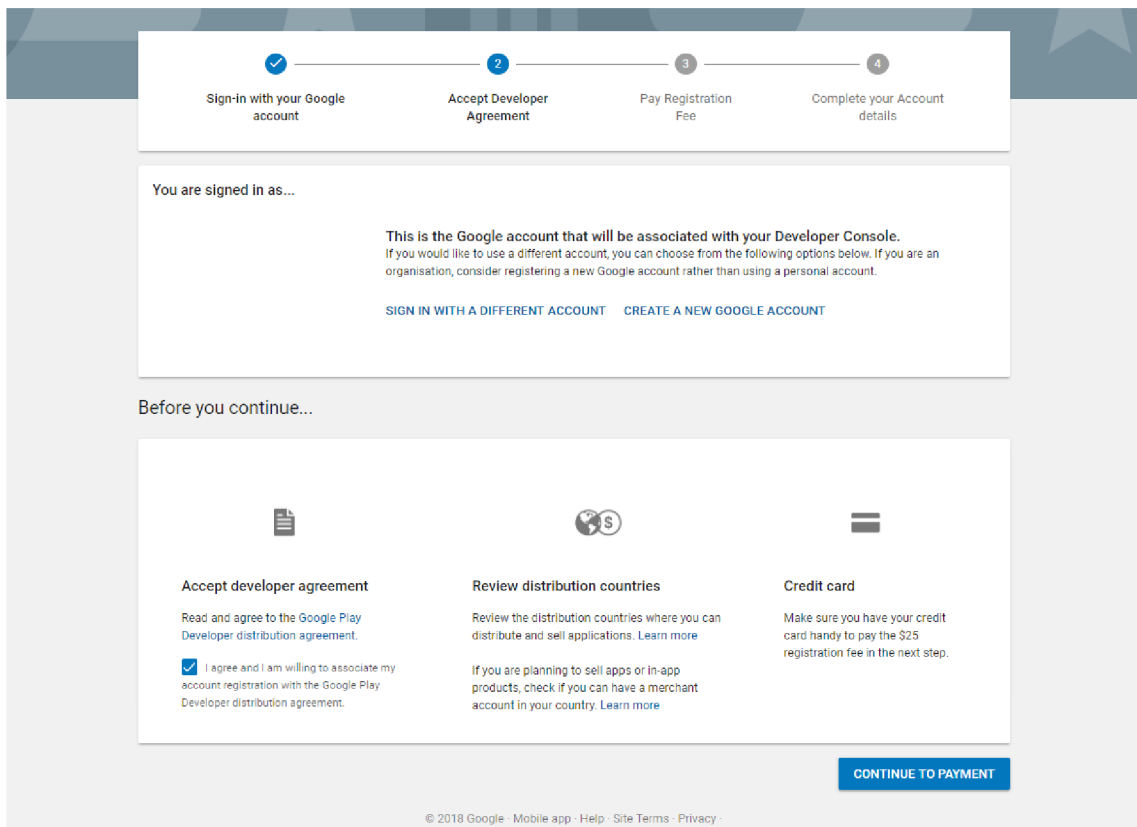 2
3
4
Sign-in with your Google
account
Accept Developer
Agreement
Pay Registration
Fee
Complete your Account
details
You are signed in as...
This is the Google account that will be associated with your Developer Console.
If you would like to use a different account, you can choose from the following options below. If you are an
organisation, consider registering a new Google account rather than using a personal account.
SIGN IN WITH A DIFFERENT ACCOUNT
CREATE A NEW GOOGLE ACCOUNT
Before you continue...
$
Accept developer agreement
Read and agree to the Google Play
Developer distribution agreement.
I agree and I am willing to associate my
account registration with the Google Play
Developer distribution agreement.
Review distribution countries
Review the distribution countries where you can
distribute and sell applications. Learn more
If you are planning to sell apps or in-app
products, check if you can have a merchant
account in your country. Learn more
Credit card
Make sure you have your credit
card handy to pay the $25
registration fee in the next step.
CONTINUE TO PAYMENT
© 2018 Google · Mobile app · Help · Site Terms · Privacy ·